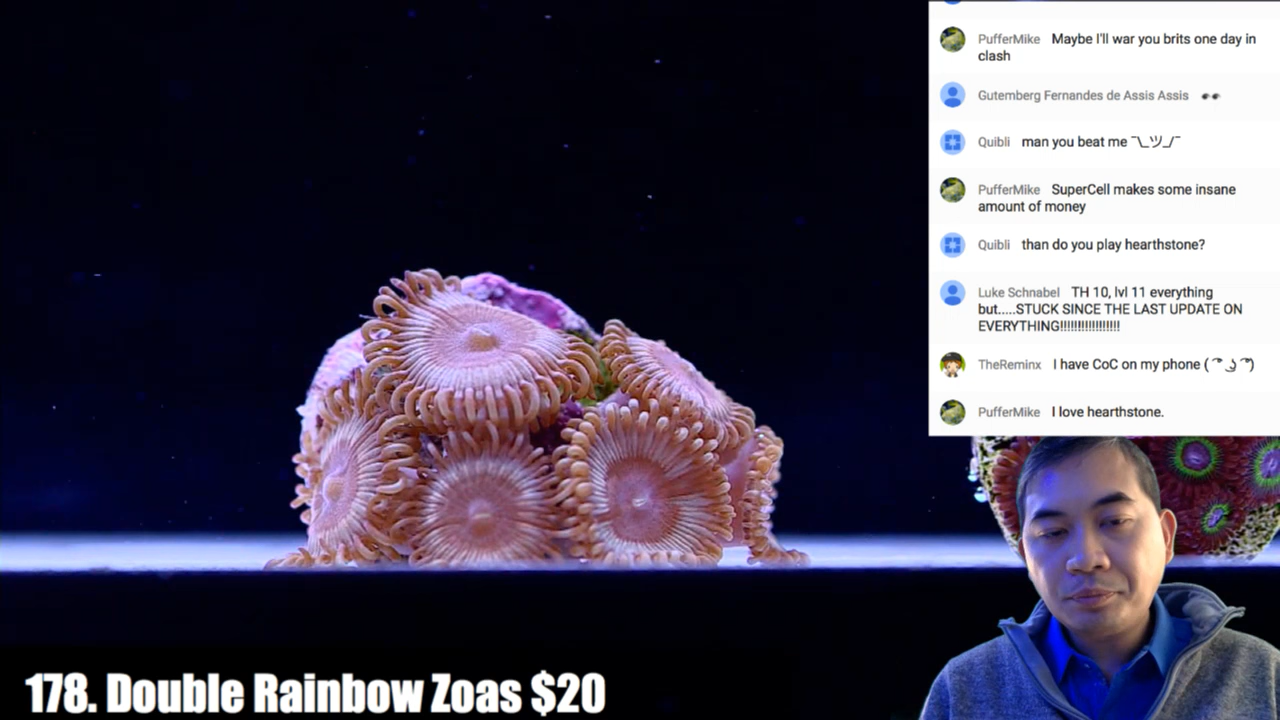 PufferMike Maybe I'll war you brits one day in
clash
Gutemberg Fernandes de Assis Assis 👀
Quibli man you beat me ¯\_ツ_/¯
PufferMike SuperCell makes some insane
amount of money
Quibli than do you play hearthstone?
Luke Schnabel TH 10, lvl 11 everything
but.....STUCK SINCE THE LAST UPDATE ON
EVERYTHING!!!!!!!!!!!!!!!!!
TheReminx I have CoC on my phone ( ͡° ͜ʖ ͡°)
PufferMike I love hearthstone.
178. Double Rainbow Zoas $20